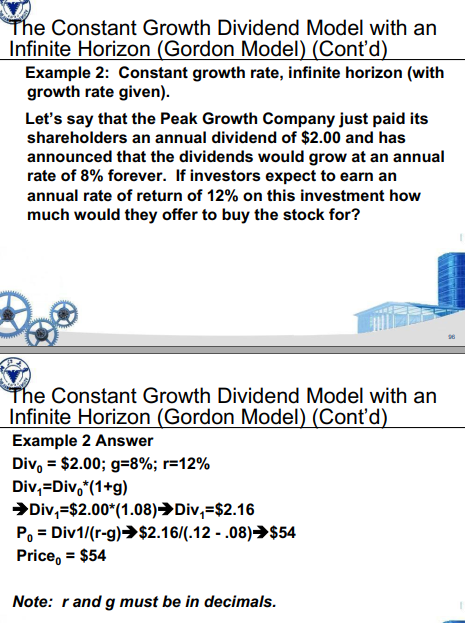 The Constant Growth Dividend Model with an
Infinite Horizon (Gordon Model) (Cont'd)
Example 2: Constant growth rate, infinite horizon (with
growth rate given).
Let's say that the Peak Growth Company just paid its
shareholders an annual dividend of $2.00 and has
announced that the dividends would grow at an annual
rate of 8% forever. If investors expect to earn an
annual rate of return of 12% on this investment how
much would they offer to buy the stock for?
96
The Constant Growth Dividend Model with an
Infinite Horizon (Gordon Model) (Cont'd)
Example 2 Answer
Div₀ = $2.00; g=8%; r=12%
Div₁=Div₀*(1+g)
➔Div₁=$2.00*(1.08)➔Div₁=$2.16
P₀ = Div1/(r-g)➔$2.16/(.12 - .08)➔$54
Price₀ = $54
Note: r and g must be in decimals.